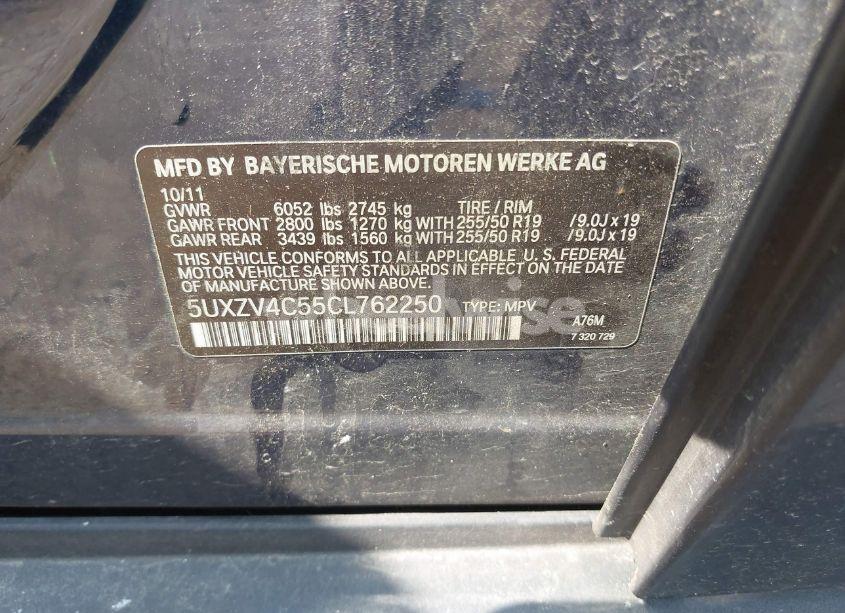 MFD BY BAYERISCHE MOTOREN WERKE AG
10/11
GVWR 6052 lbs 2745 kg TIRE / RIM
GAWR FRONT 2800 lbs 1270 kg WITH 255/50 R19 /9.0J x 19
GAWR REAR 3439 lbs 1560 kg WITH 255/50 R19 /9.0J x 19
THIS VEHICLE CONFORMS TO ALL APPLICABLE U. S. FEDERAL
MOTOR VEHICLE SAFETY STANDARDS IN EFFECT ON THE DATE
OF MANUFACTURE SHOWN ABOVE.
5UXZV4C55CL762250 TYPE: MPV
A76M
7 320 729